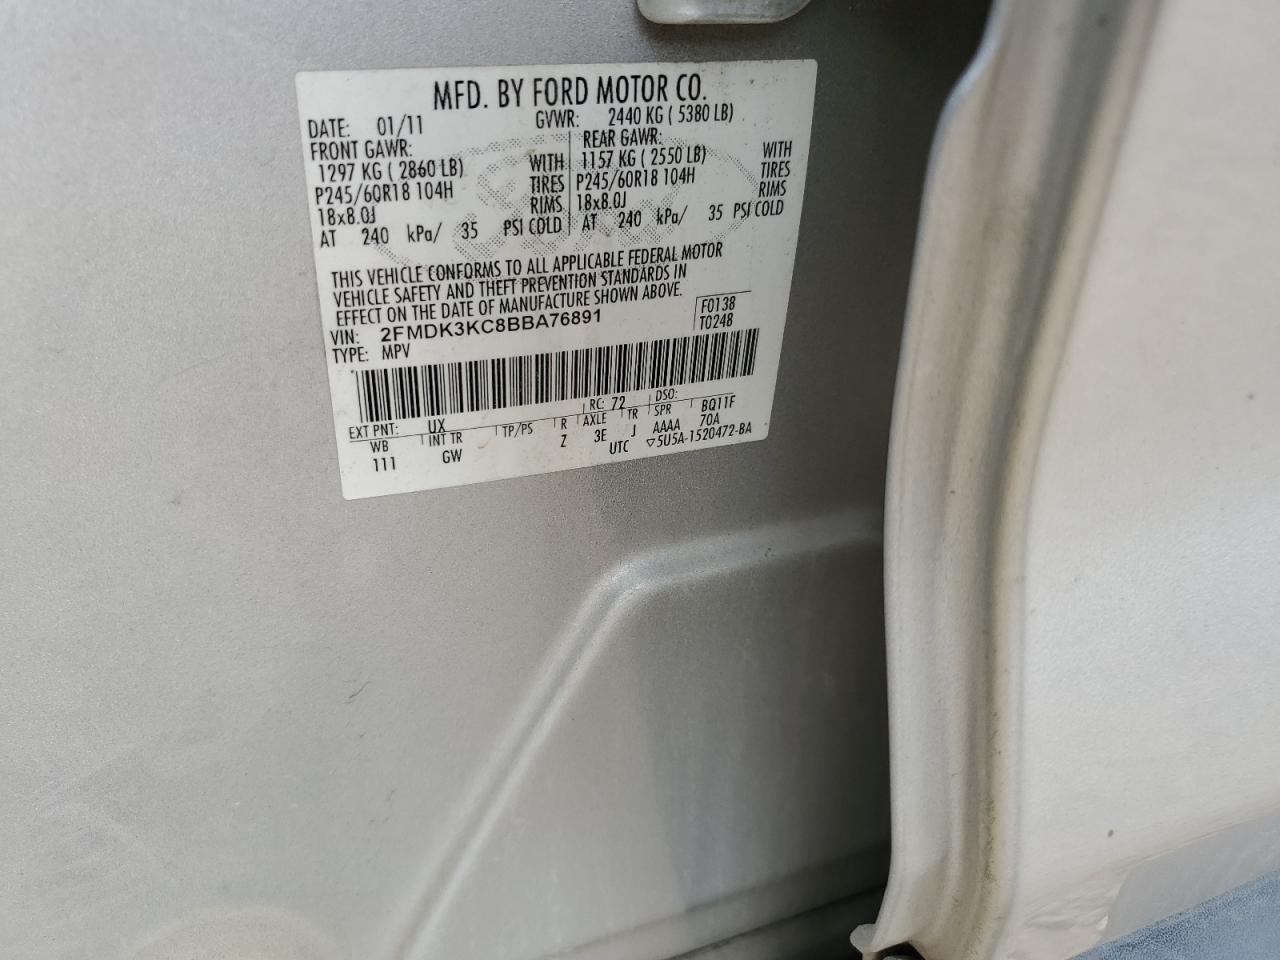 MFD. BY FORD MOTOR CO.
DATE: 01/11 GVWR: 2440 KG ( 5380 LB)
FRONT GAWR: REAR GAWR:
1297 KG ( 2860 LB) WITH 1157 KG ( 2550 LB) WITH
P245/60R18 104H TIRES P245/60R18 104H TIRES
18x8.0J RIMS 18x8.0J RIMS
AT 240 kPa/ 35 PSI COLD AT 240 kPa/ 35 PSI COLD
THIS VEHICLE CONFORMS TO ALL APPLICABLE FEDERAL MOTOR
VEHICLE SAFETY AND THEFT PREVENTION STANDARDS IN
EFFECT ON THE DATE OF MANUFACTURE SHOWN ABOVE.
VIN: 2FMDK3KC8BBA76891 F0138
TYPE: MPV T0248
EXT PNT: UX RC: 72 DSO:
WB INT TR TP/PS R AXLE TR SPR BQ11F
111 GW Z 3E J AAAA 70A
UTC ▽5U5A-1520472-BA